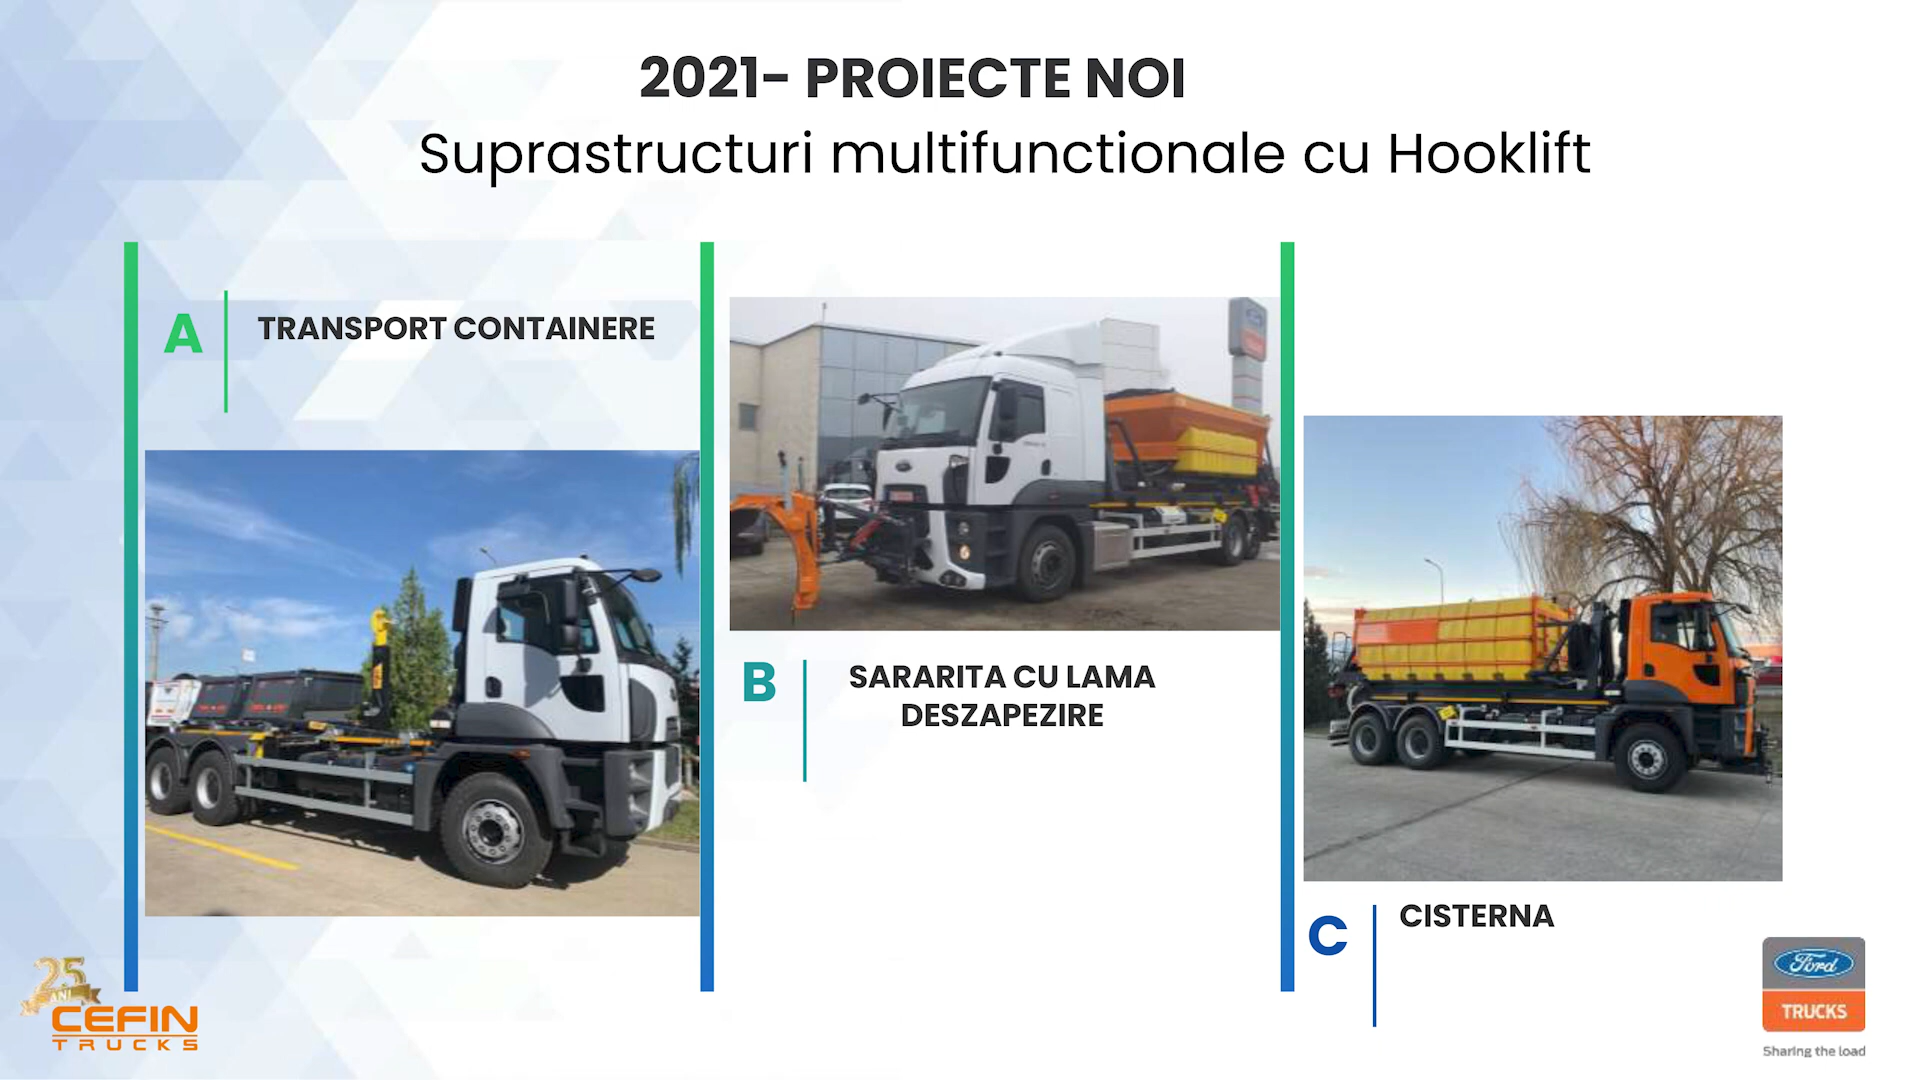 2021- PROIECTE NOI
Suprastructuri multifunctionale cu Hooklift
A
TRANSPORT CONTAINERE
B
SARARITA CU LAMA
DESZAPEZIRE
C
CISTERNA
25
ANI
CEFIN
TRUCKS
Ford
TRUCKS
Sharing the load